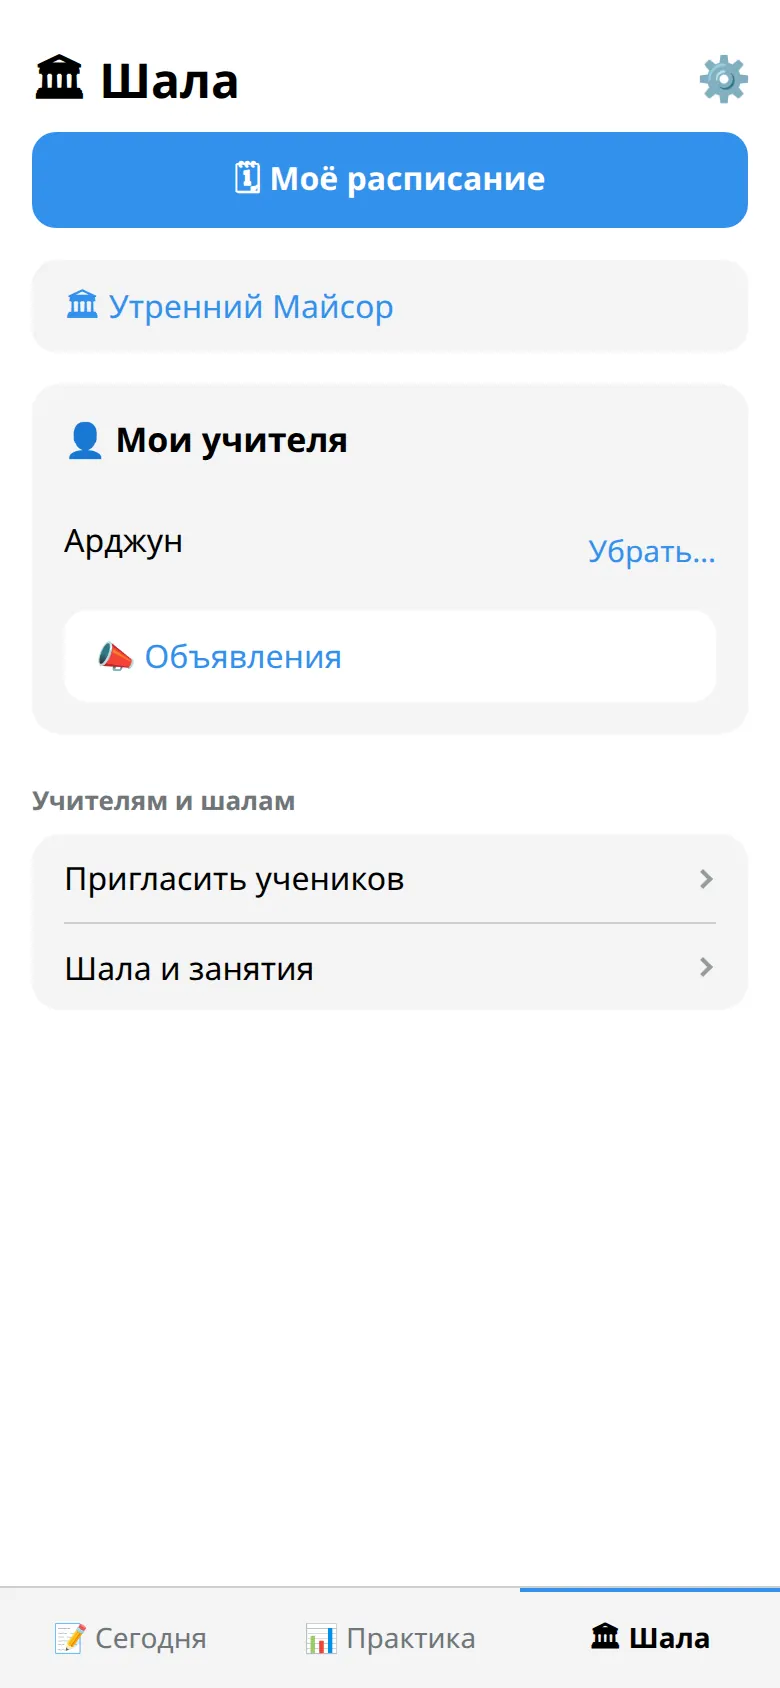 🏛 Шала
⚙️
🗓 Моё расписание
🏛 Утренний Майсор
👤 Мои учителя
Арджун
Убрать...
📣 Объявления
Учителям и шалам
Пригласить учеников
Шала и занятия
📝 Сегодня
📊 Практика
🏛 Шала